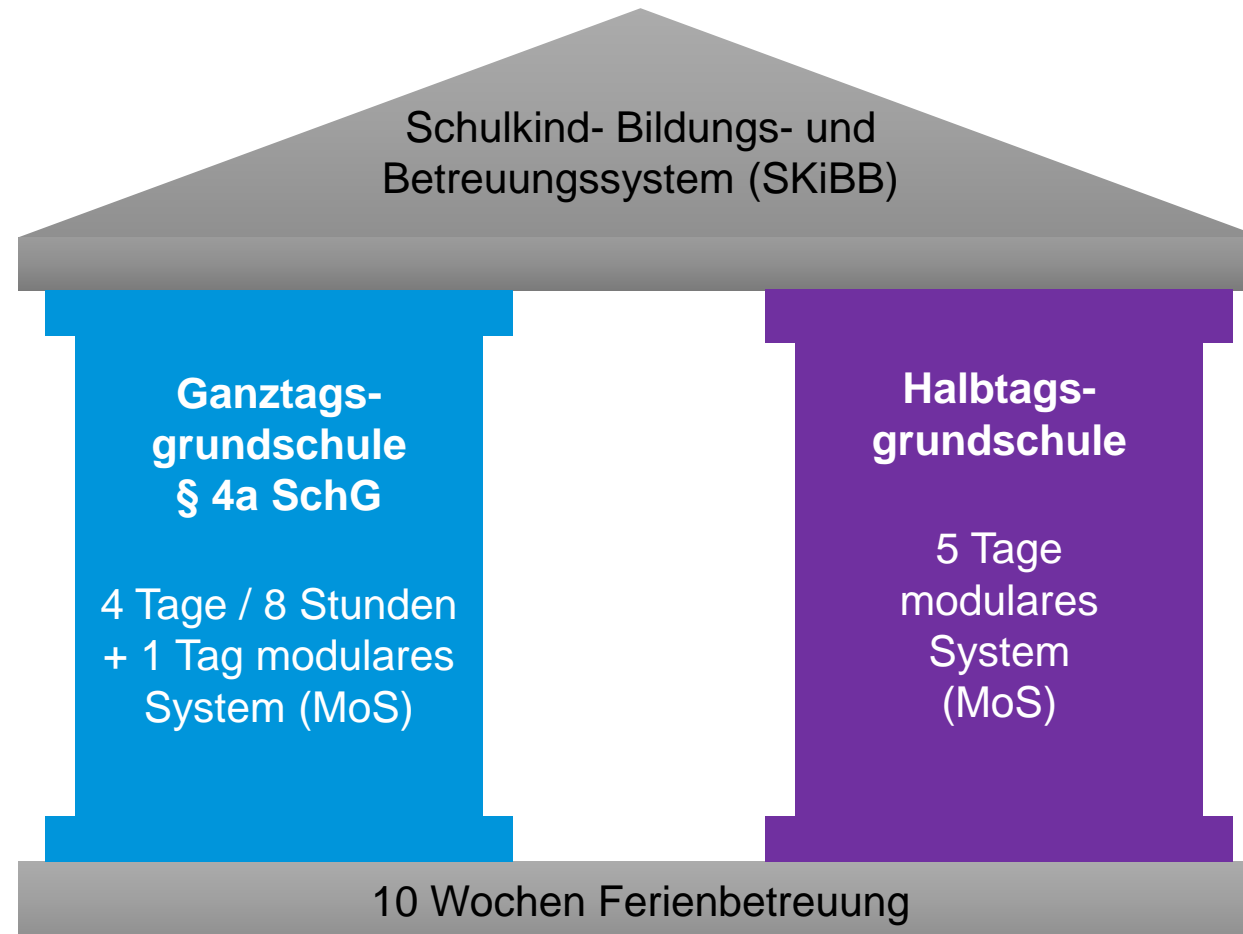 Schulkind- Bildungs- und
Betreuungssystem (SKiBB)
Ganztags-
grundschule
§ 4a SchG
4 Tage / 8 Stunden
+ 1 Tag modulares
System (MoS)
Halbtags-
grundschule
5 Tage
modulares
System
(MoS)
10 Wochen Ferienbetreuung